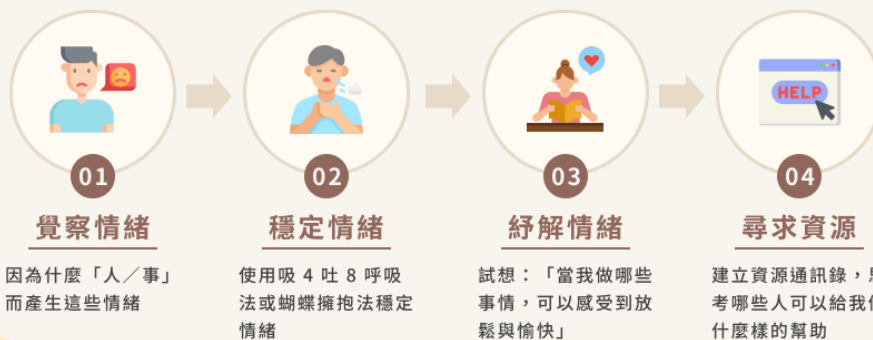 HELP
01
02
03
04
覺察情緒
穩定情緒
紓解情緒
尋求資源
因為什麼「人／事」
而產生這些情緒
使用吸 4 吐 8 呼吸
法或蝴蝶擁抱法穩定
情緒
試想：「當我做哪些
事情，可以感受到放
鬆與愉快」
建立資源通訊錄，
考哪些人可以給我
什麼樣的幫助